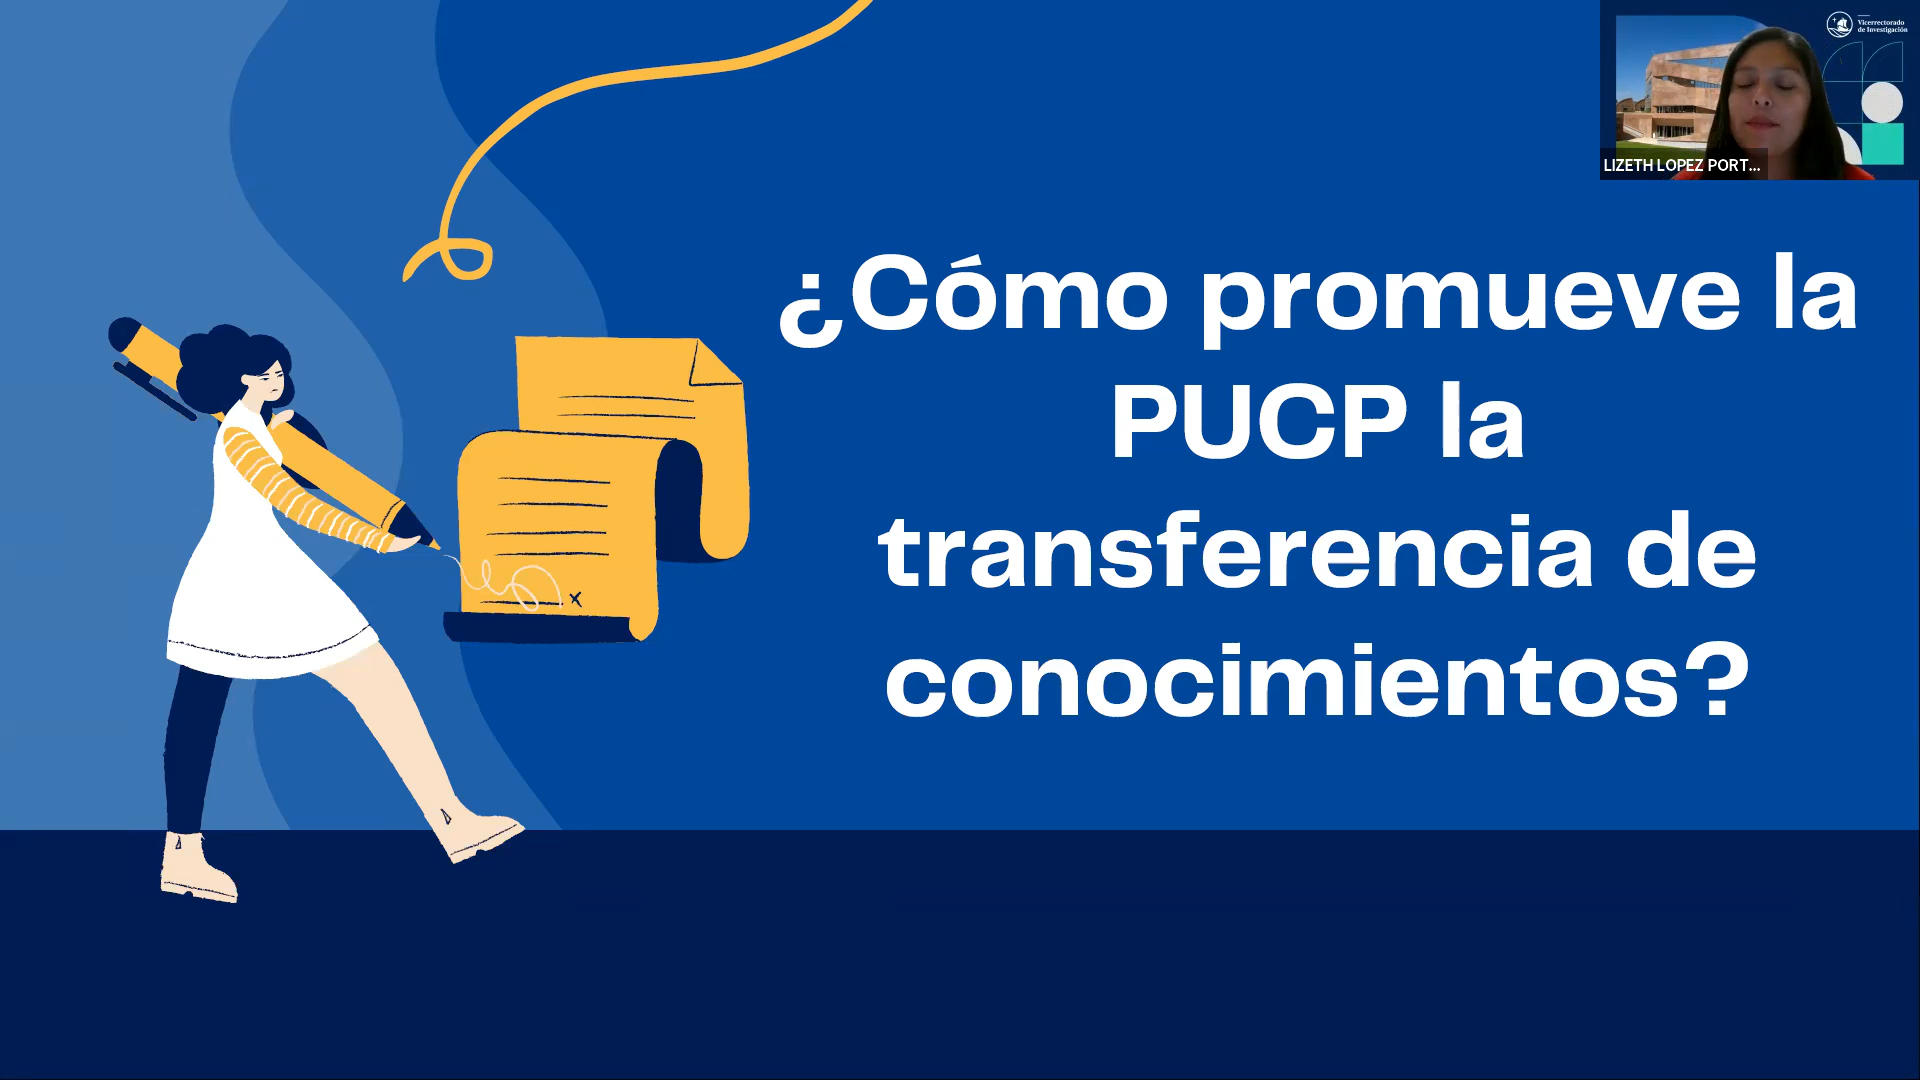 Vicerrectorado
de Investigación
LIZETH LOPEZ PORT...
¿Cómo promueve la
PUCP la
transferencia de
conocimientos?